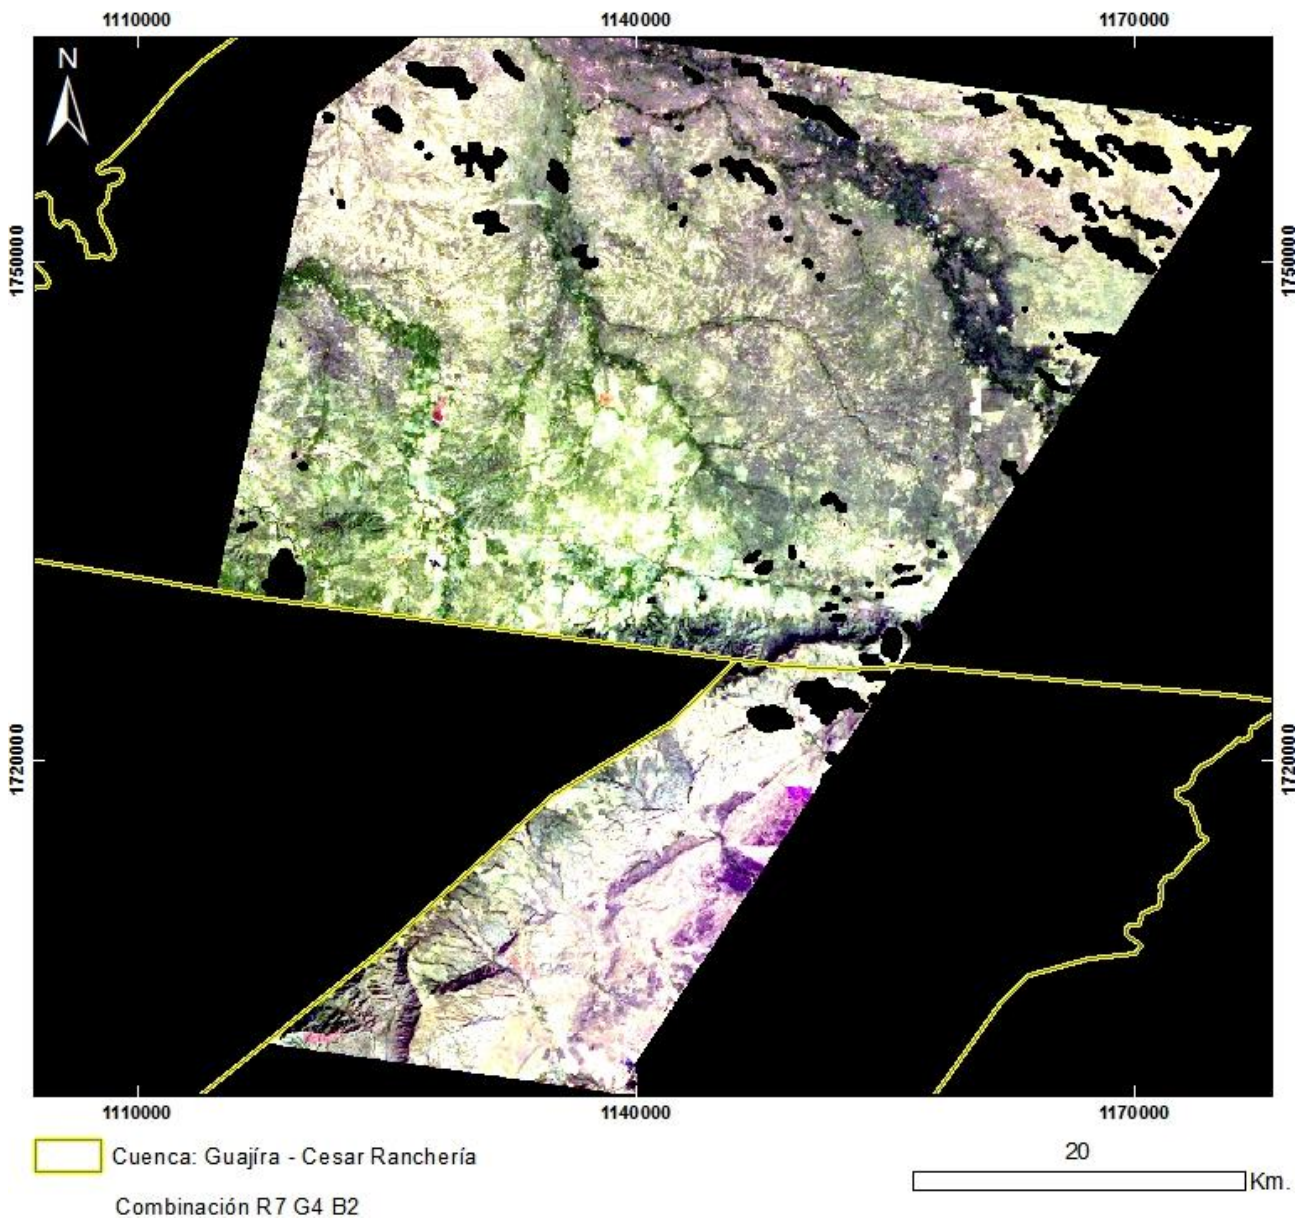 1110000 1140000 1170000
N
1750000 1750000
1720000 1720000
1110000 1140000 1170000
Cuenca: Guajíra - Cesar Ranchería
20
Km.
Combinación R7 G4 B2